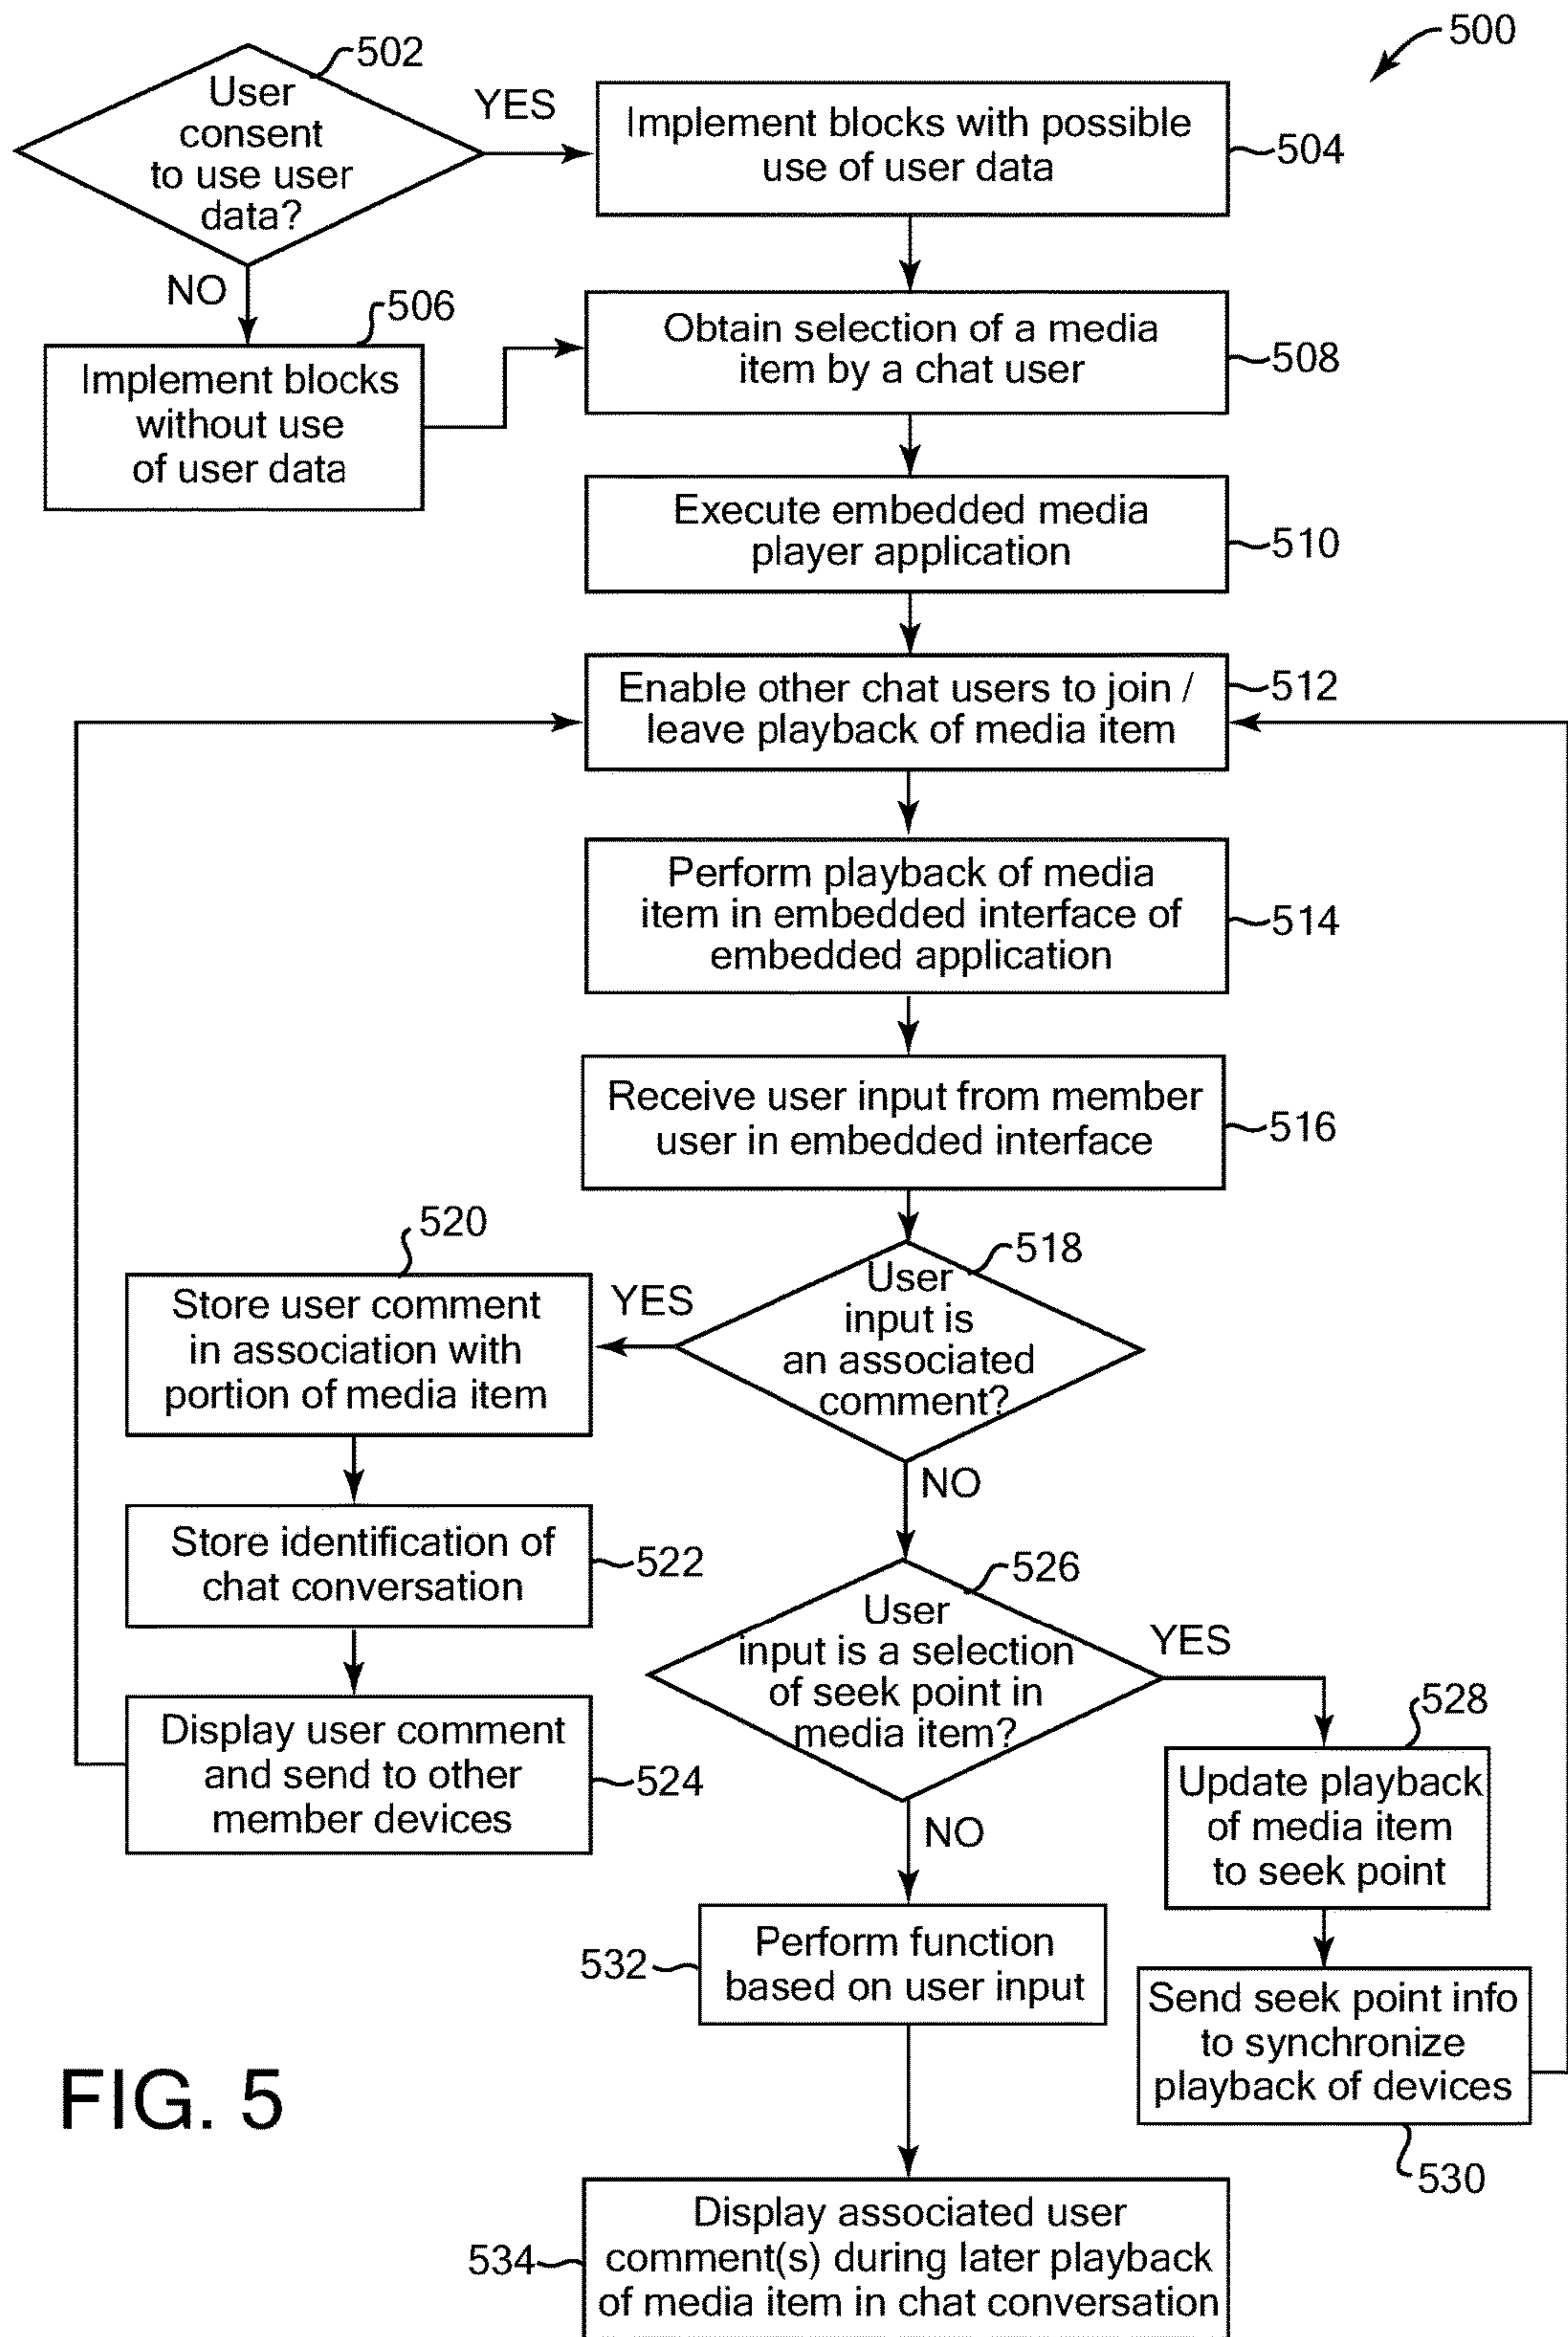 500
502
User
consent
to use user
data?
YES
Implement blocks with possible
use of user data
504
NO
506
Implement blocks
without use
of user data
Obtain selection of a media
item by a chat user
508
Execute embedded media
player application
510
Enable other chat users to join /
leave playback of media item
512
Perform playback of media
item in embedded interface of
embedded application
514
Receive user input from member
user in embedded interface
516
518
User
input is
an associated
comment?
YES
520
Store user comment
in association with
portion of media item
Store identification of
chat conversation
522
Display user comment
and send to other
member devices
524
NO
526
User
input is a selection
of seek point in
media item?
YES
528
Update playback
of media item
to seek point
Send seek point info
to synchronize
playback of devices
530
NO
532
Perform function
based on user input
534
Display associated user
comment(s) during later playback
of media item in chat conversation
FIG. 5